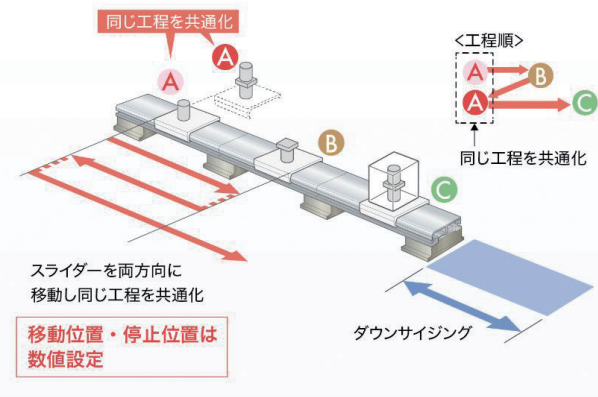 同じ工程を共通化
A
A
B
C
<工程順>
A
B
A
C
同じ工程を共通化
スライダーを両方向に
移動し同じ工程を共通化
移動位置・停止位置は
数値設定
ダウンサイジング